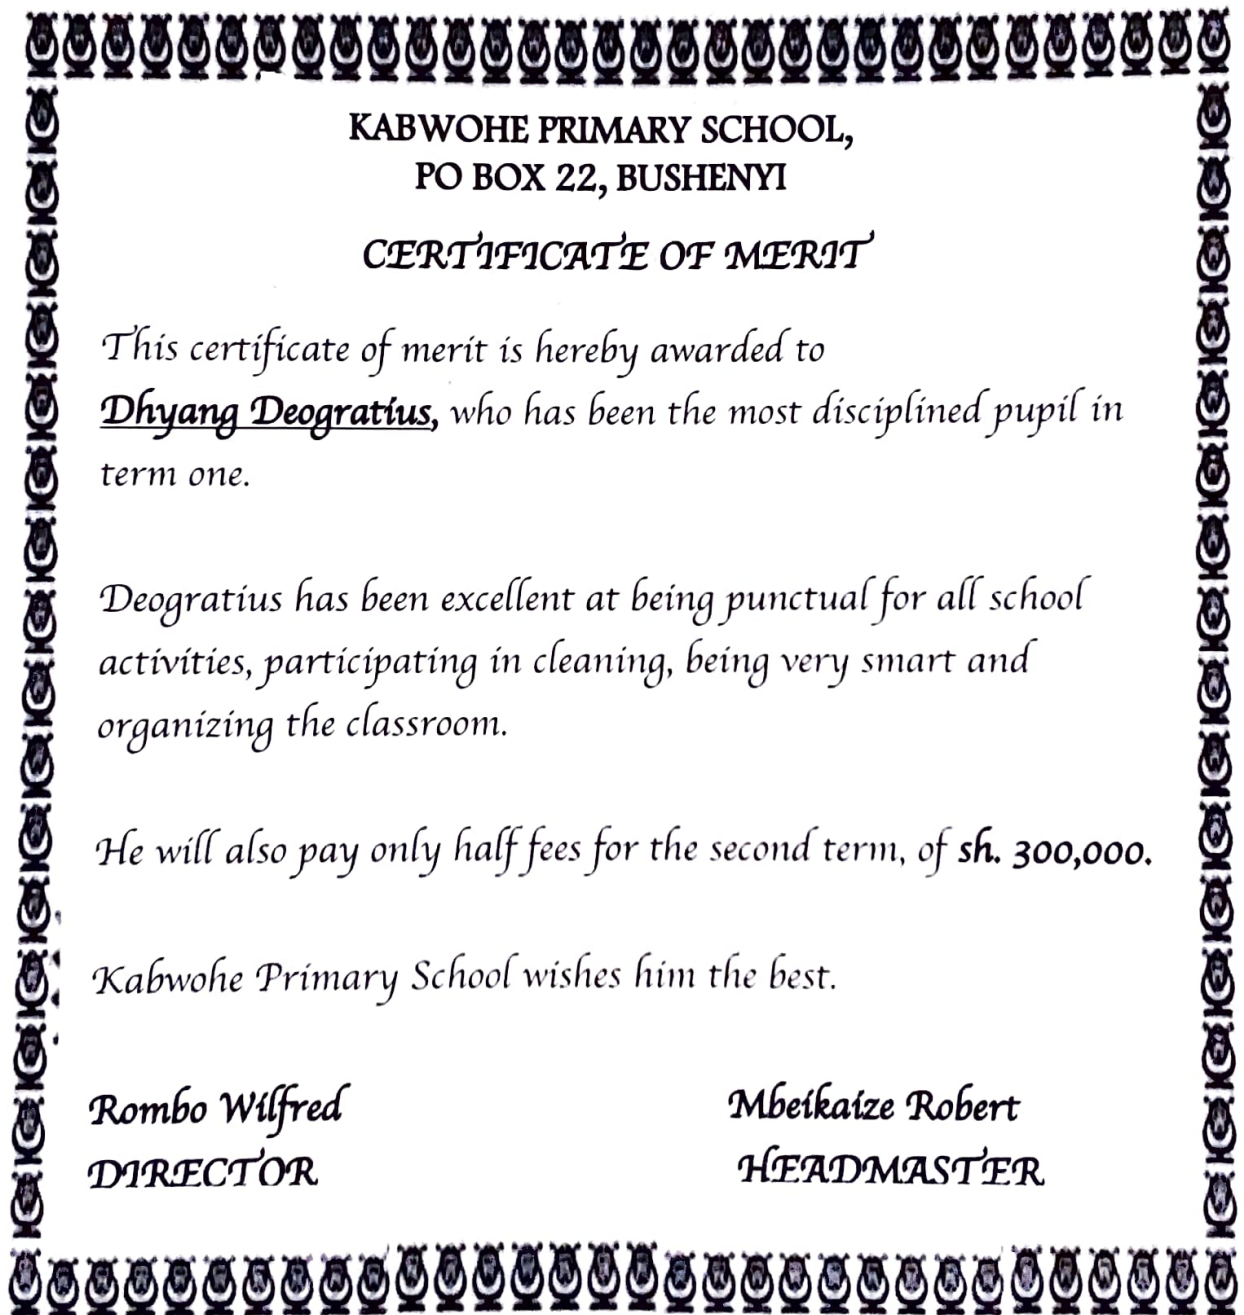 KABWOHE PRIMARY SCHOOL,
PO BOX 22, BUSHENYI
CERTIFICATE OF MERIT
This certificate of merit is hereby awarded to
Dhyang Deogratius, who has been the most disciplined pupil in
term one.
Deogratius has been excellent at being punctual for all school
activities, participating in cleaning, being very smart and
organizing the classroom.
He will also pay only half fees for the second term, of sh. 300,000.
Kabwohe Primary School wishes him the best.
Rombo Wilfred
Mbeikaize Robert
DIRECTOR
HEADMASTER